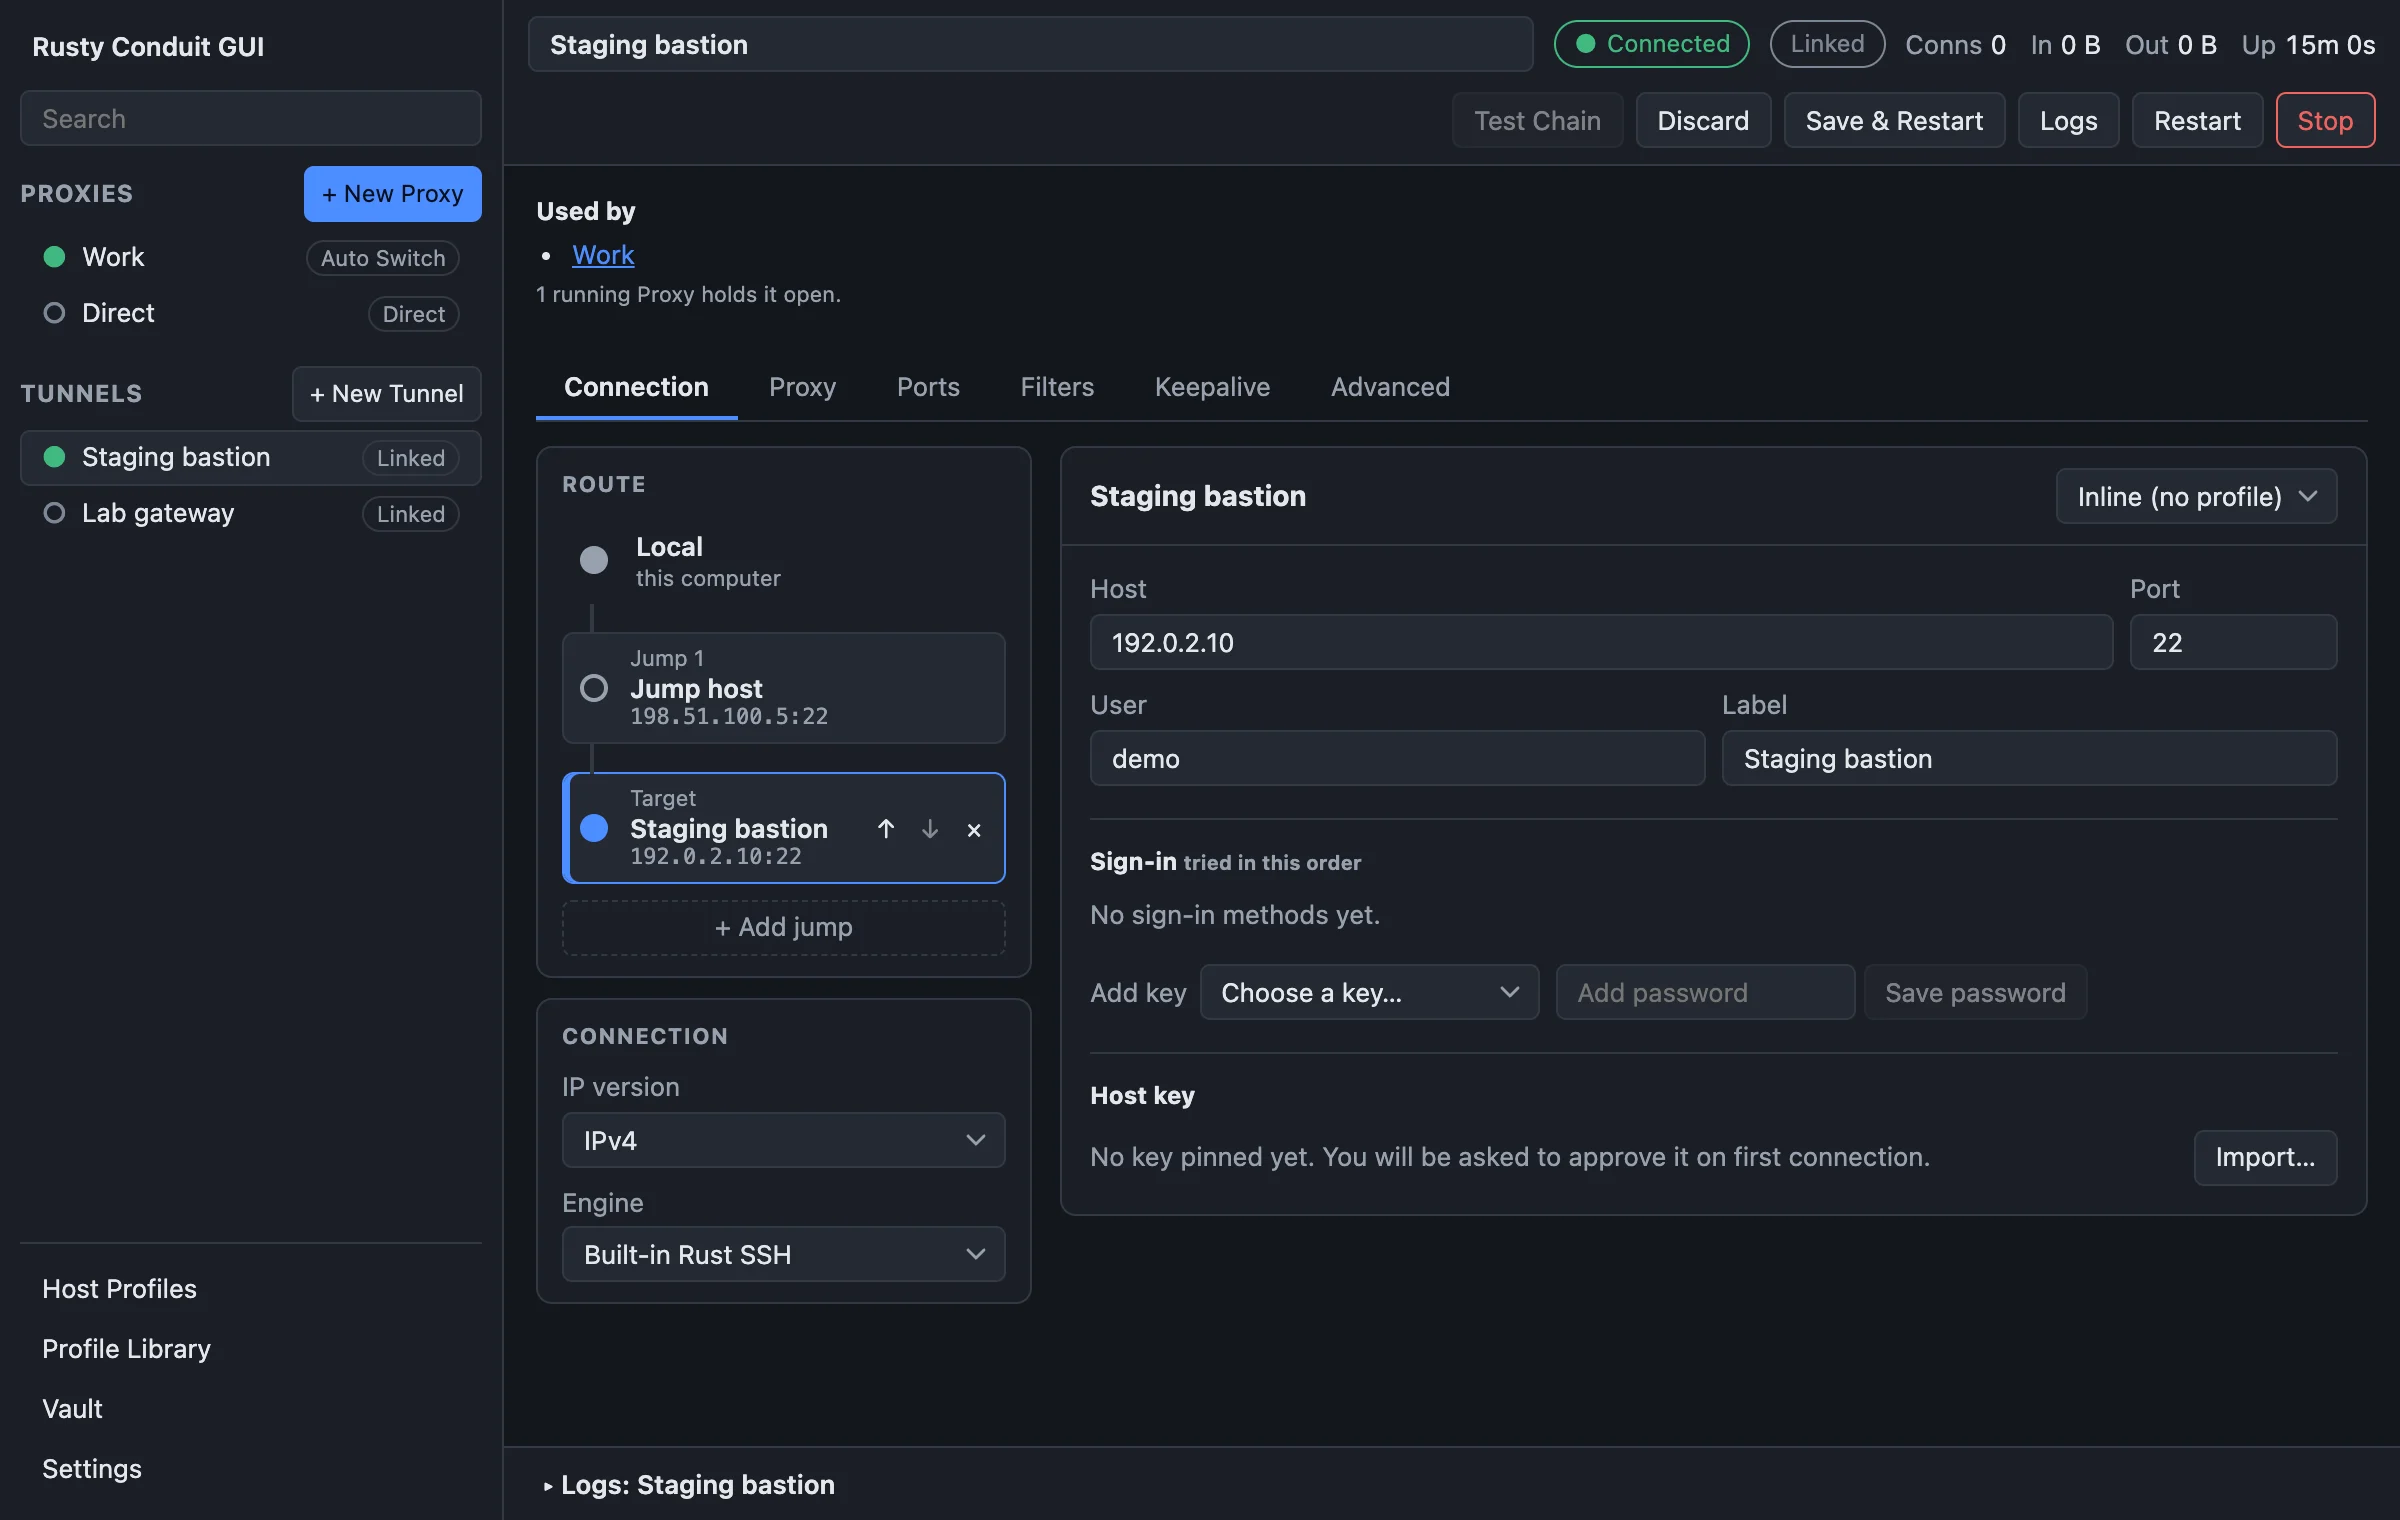 Rusty Conduit GUI
Search
PROXIES
+ New Proxy
Work
Auto Switch
Direct
Direct
TUNNELS
+ New Tunnel
Staging bastion
Linked
Lab gateway
Linked
Host Profiles
Profile Library
Vault
Settings
Staging bastion
Connected
Linked
Conns 0 In 0 B Out 0 B Up 15m 0s
Test Chain
Discard
Save & Restart
Logs
Restart
Stop
Used by
• Work
1 running Proxy holds it open.
Connection
Proxy
Ports
Filters
Keepalive
Advanced
ROUTE
Local
this computer
Jump 1
Jump host
198.51.100.5:22
Target
Staging bastion
192.0.2.10:22
+ Add jump
CONNECTION
IP version
IPv4
Engine
Built-in Rust SSH
Staging bastion
Inline (no profile)
Host
Port
192.0.2.10
22
User
Label
demo
Staging bastion
Sign-in tried in this order
No sign-in methods yet.
Add key
Choose a key...
Add password
Save password
Host key
No key pinned yet. You will be asked to approve it on first connection.
Import...
Logs: Staging bastion